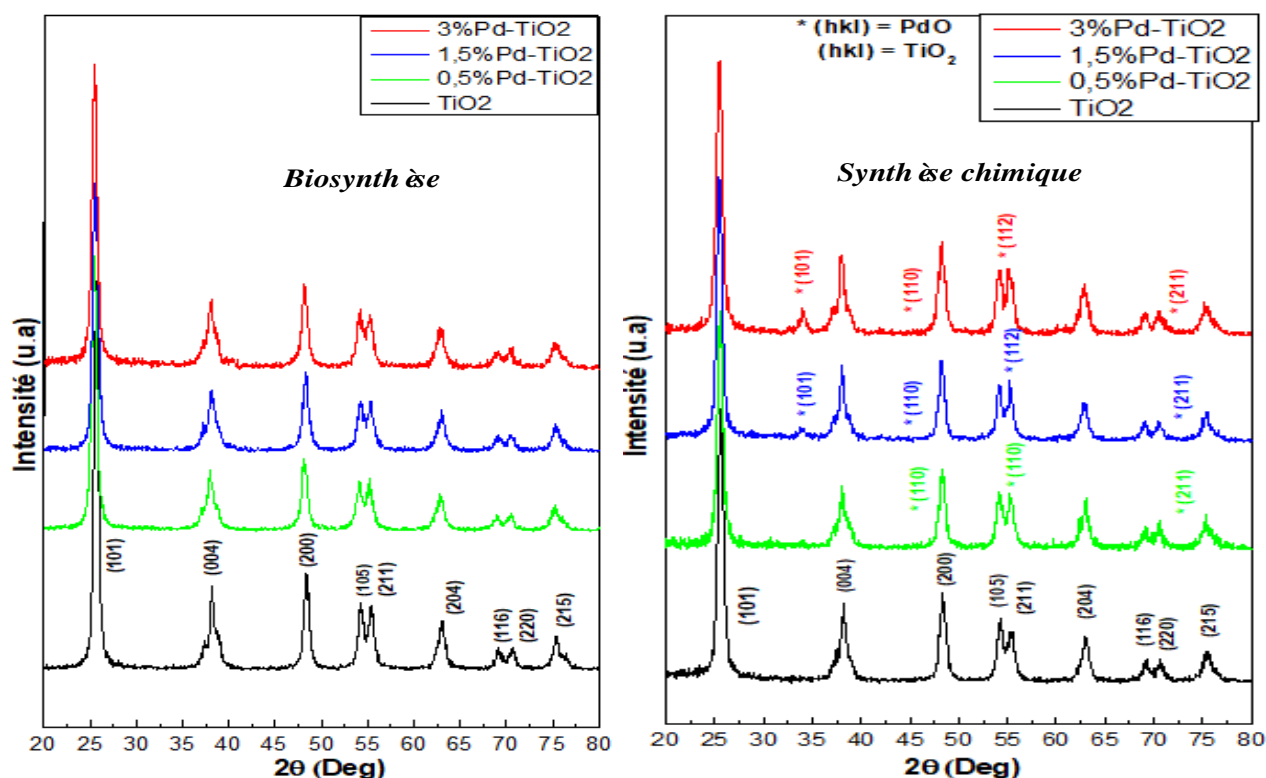 3%Pd-TiO2
1,5%Pd-TiO2
0,5%Pd-TiO2
TiO2
Biosynthèse
Intensité (u.a)
(101)
(004)
(200)
(105)
(211)
(204)
(116)
(220)
(215)
20 25 30 35 40 45 50 55 60 65 70 75 80
2θ (Deg)
* (hkl) = PdO
(hkl) = TiO2
3%Pd-TiO2
1,5%Pd-TiO2
0,5%Pd-TiO2
TiO2
Synthèse chimique
Intensité (u.a)
* (101)
* (110)
* (112)
* (211)
* (101)
* (110)
* (112)
* (211)
* (110)
* (110)
* (211)
(101)
(004)
(200)
(105)
(211)
(204)
(116)
(220)
(215)
20 25 30 35 40 45 50 55 60 65 70 75 80
2θ (Deg)